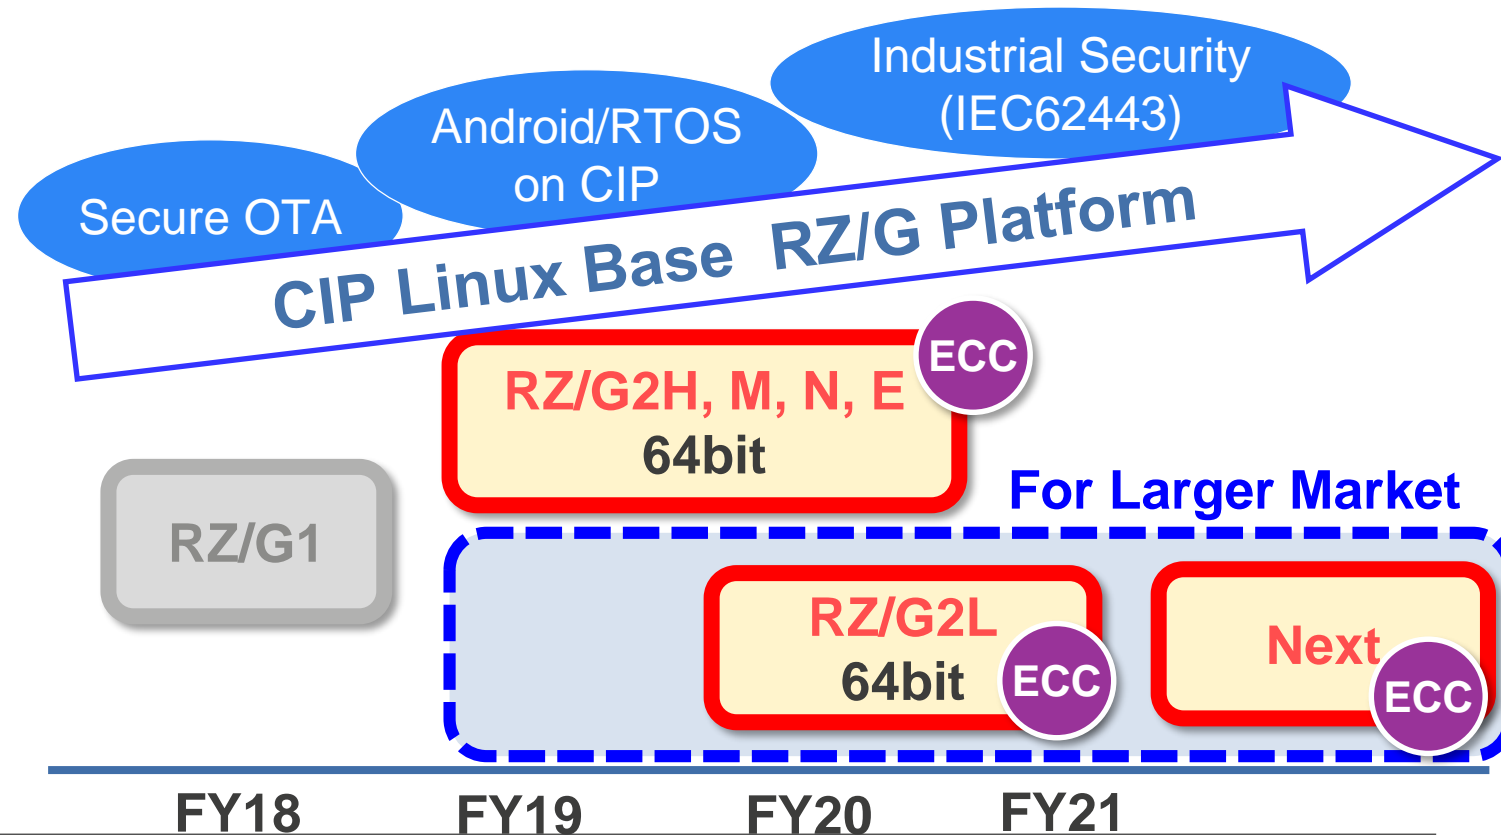 Industrial Security
(IEC62443)
Android/RTOS
on CIP
Secure OTA
CIP Linux Base RZ/G Platform
ECC
RZ/G2H, M, N, E
64bit
For Larger Market
RZ/G1
RZ/G2L
64bit
ECC
Next
ECC
FY18
FY19
FY20
FY21